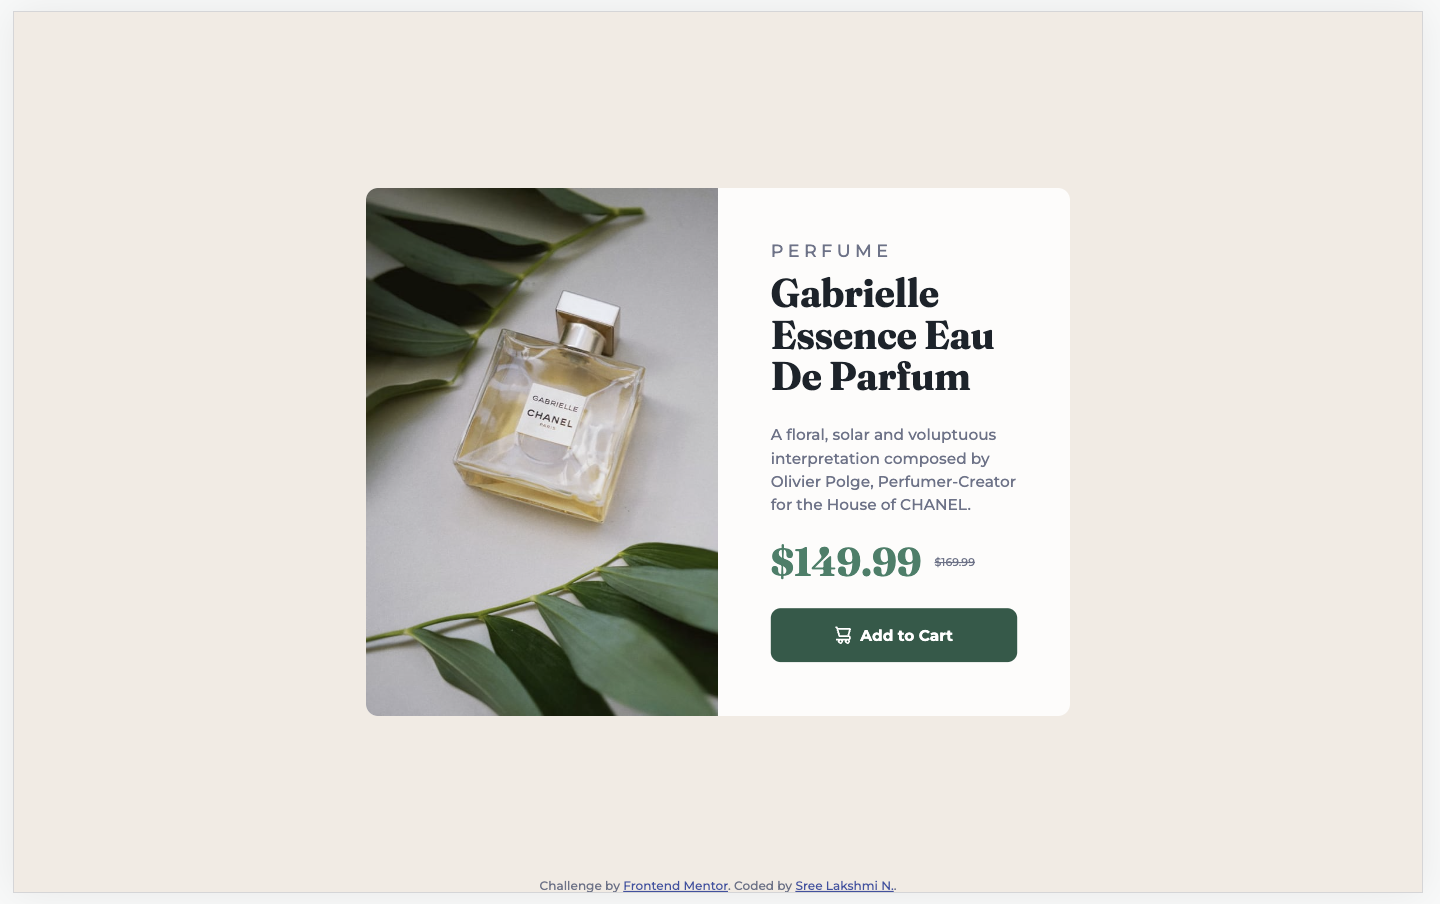 GABRIELLE
CHANEL
PARIS
PERFUME
Gabrielle
Essence Eau
De Parfum
A floral, solar and voluptuous
interpretation composed by
Olivier Polge, Perfumer-Creator
for the House of CHANEL.
$149.99 $169.99
Add to Cart
Challenge by Frontend Mentor. Coded by Sree Lakshmi N..